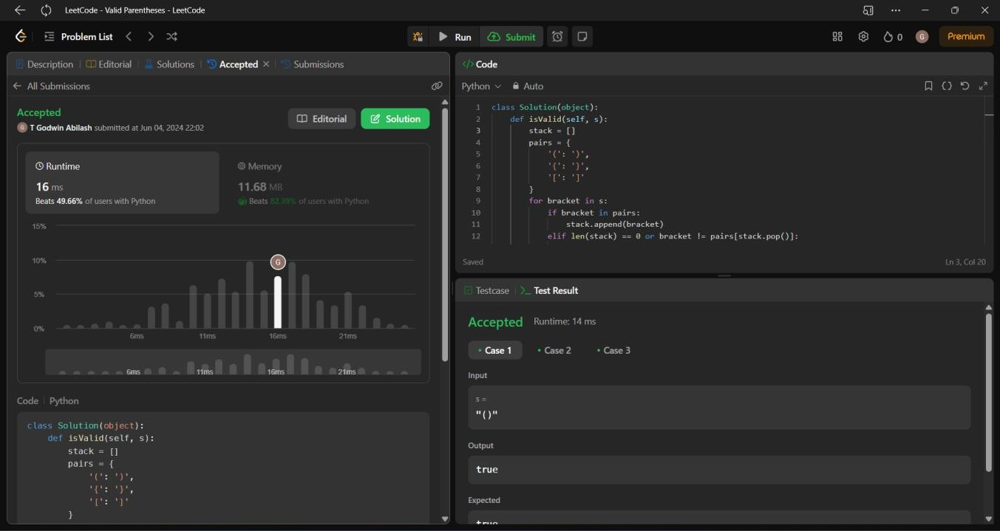 LeetCode - Valid Parentheses - LeetCode
Problem List
Run
Submit
0
G
Premium
Description
Editorial
Solutions
Accepted
Submissions
All Submissions
Accepted
G T Godwin Abilash submitted at Jun 04, 2024 22:02
Editorial
Solution
Runtime
16 ms
Beats 49.66% of users with Python
Memory
11.68 MB
Beats 82.39% of users with Python
15%
10%
5%
0%
G
6ms 11ms 16ms 21ms
6ms 11ms 16ms 21ms
Code | Python
class Solution(object):
def isValid(self, s):
stack = []
pairs = {
'(': ')',
'{': '}',
'[': ']'
}
</> Code
Python
Auto
1 class Solution(object):
2 def isValid(self, s):
3 stack = []
4 pairs = {
5 '(': ')',
6 '{': '}',
7 '[': ']'
8 }
9 for bracket in s:
10 if bracket in pairs:
11 stack.append(bracket)
12 elif len(stack) == 0 or bracket != pairs[stack.pop()]:
Saved
Ln 3, Col 20
Testcase
Test Result
Accepted Runtime: 14 ms
• Case 1 • Case 2 • Case 3
Input
s =
"()"
Output
true
Expected
true